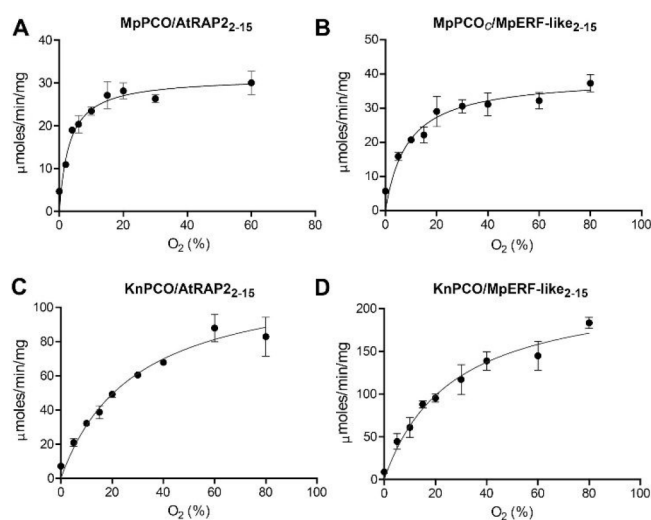 A
MpPCO/AtRAP2₂₋₁₅
40
30
20
10
0
0 20 40 60 80
μmoles/min/mg
O₂ (%)
B
MpPCO_C/MpERF-like₂₋₁₅
50
40
30
20
10
0
0 20 40 60 80 100
μmoles/min/mg
O₂ (%)
C
KnPCO/AtRAP2₂₋₁₅
100
80
60
40
20
0
0 20 40 60 80 100
μmoles/min/mg
O₂ (%)
D
KnPCO/MpERF-like₂₋₁₅
200
150
100
50
0
0 20 40 60 80 100
μmoles/min/mg
O₂ (%)